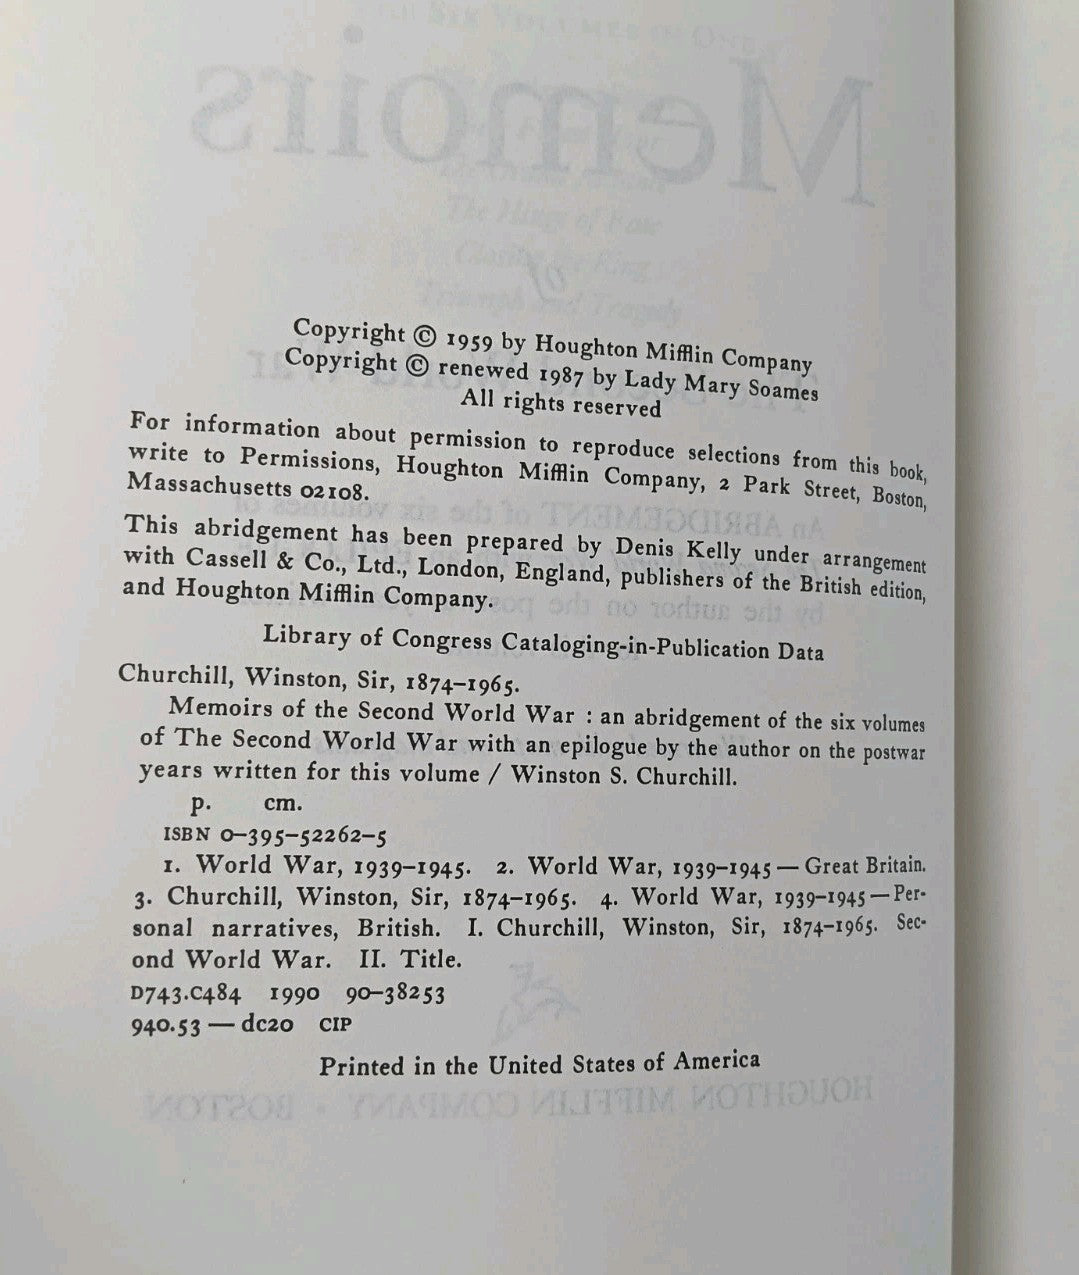 Copyright © 1959 by Houghton Mifflin Company
Copyright © renewed 1987 by Lady Mary Soames
All rights reserved
For information about permission to reproduce selections from this book,
write to Permissions, Houghton Mifflin Company, 2 Park Street, Boston,
Massachusetts 02108.
This abridgement has been prepared by Denis Kelly under arrangement
with Cassell & Co., Ltd., London, England, publishers of the British edition,
and Houghton Mifflin Company.
Library of Congress Cataloging-in-Publication Data
Churchill, Winston, Sir, 1874–1965.
Memoirs of the Second World War : an abridgement of the six volumes
of The Second World War with an epilogue by the author on the postwar
years written for this volume / Winston S. Churchill.
p. cm.
ISBN 0–395–52262–5
1. World War, 1939–1945. 2. World War, 1939–1945 — Great Britain.
3. Churchill, Winston, Sir, 1874–1965. 4. World War, 1939–1945 — Per-
sonal narratives, British. I. Churchill, Winston, Sir, 1874–1965. Sec-
ond World War. II. Title.
D743.C484 1990 90–38253
940.53 — dc20 CIP
Printed in the United States of America